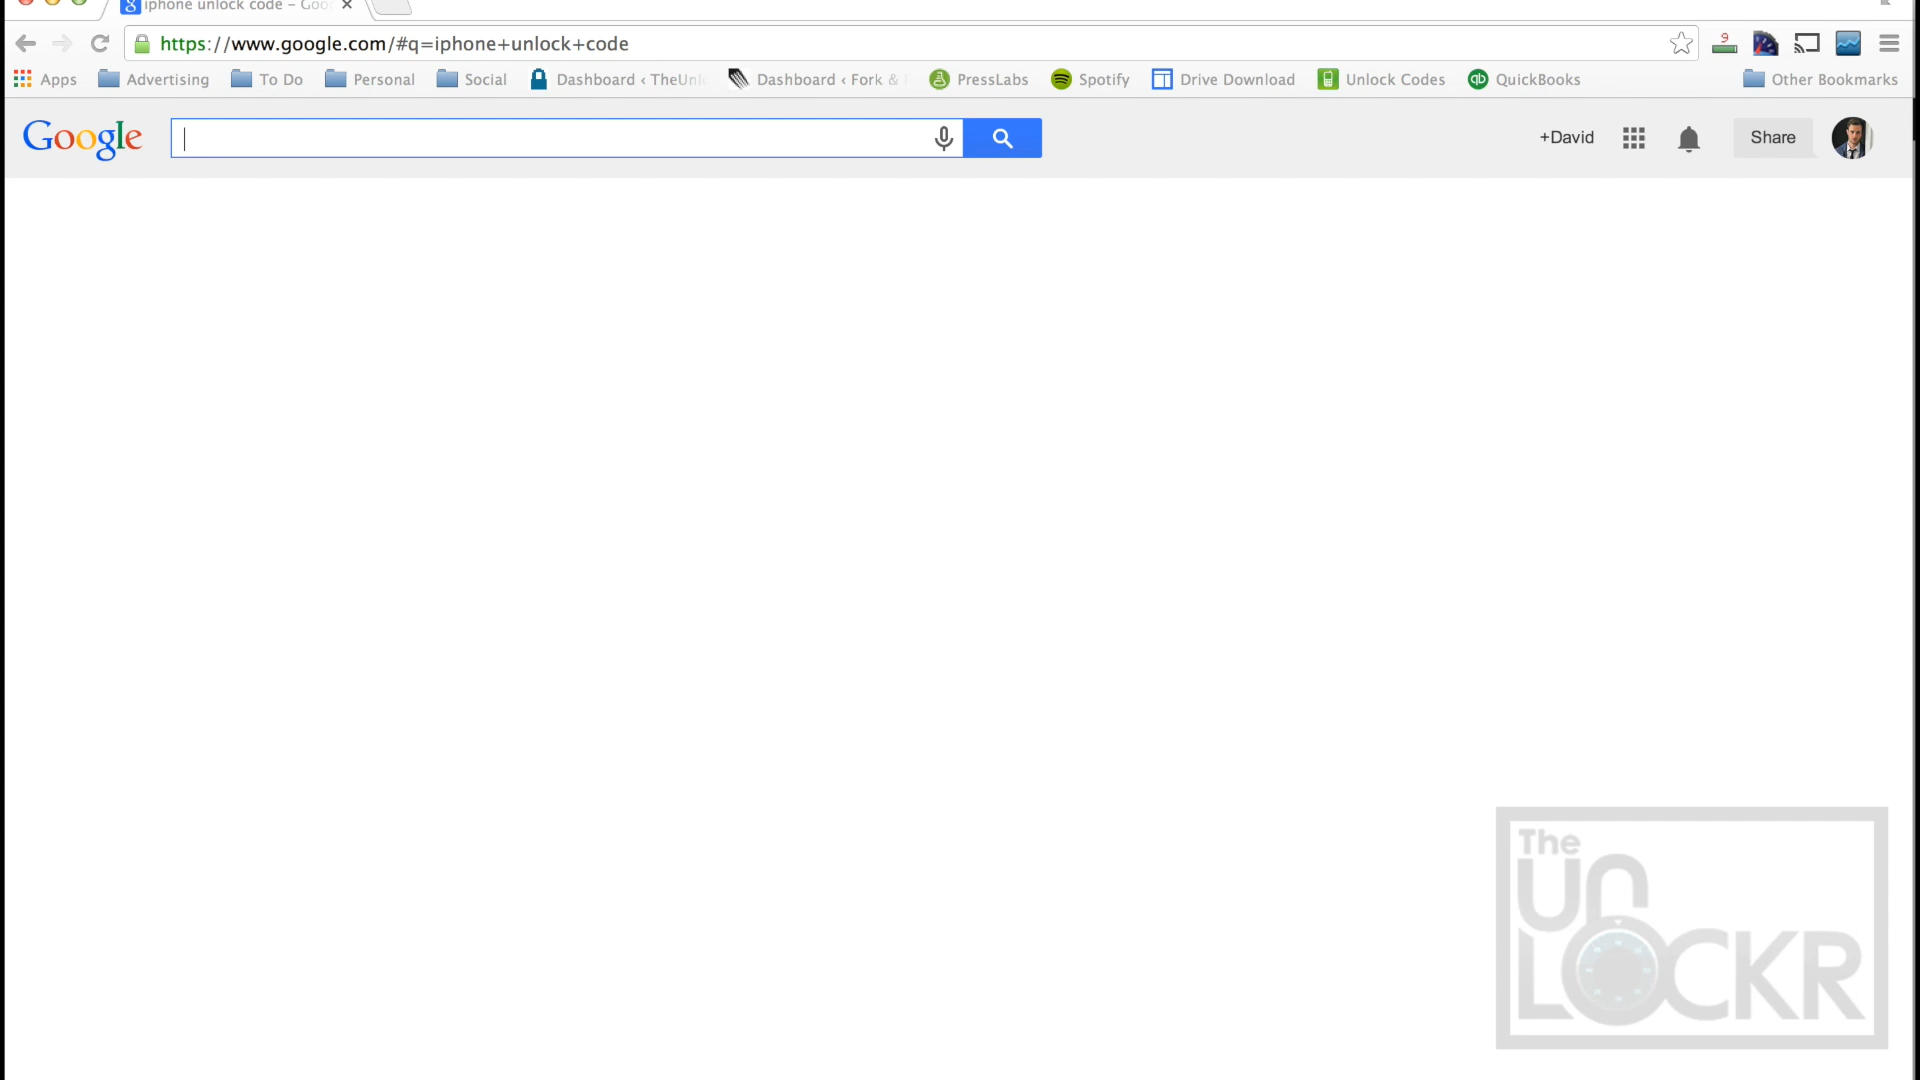 iphone unlock code – Goo
https://www.google.com/#q=iphone+unlock+code
9
Apps Advertising To Do Personal Social Dashboard ‹ TheUnl Dashboard ‹ Fork & PressLabs Spotify Drive Download Unlock Codes QuickBooks Other Bookmarks
Google +David Share
The
UN
LOCKR